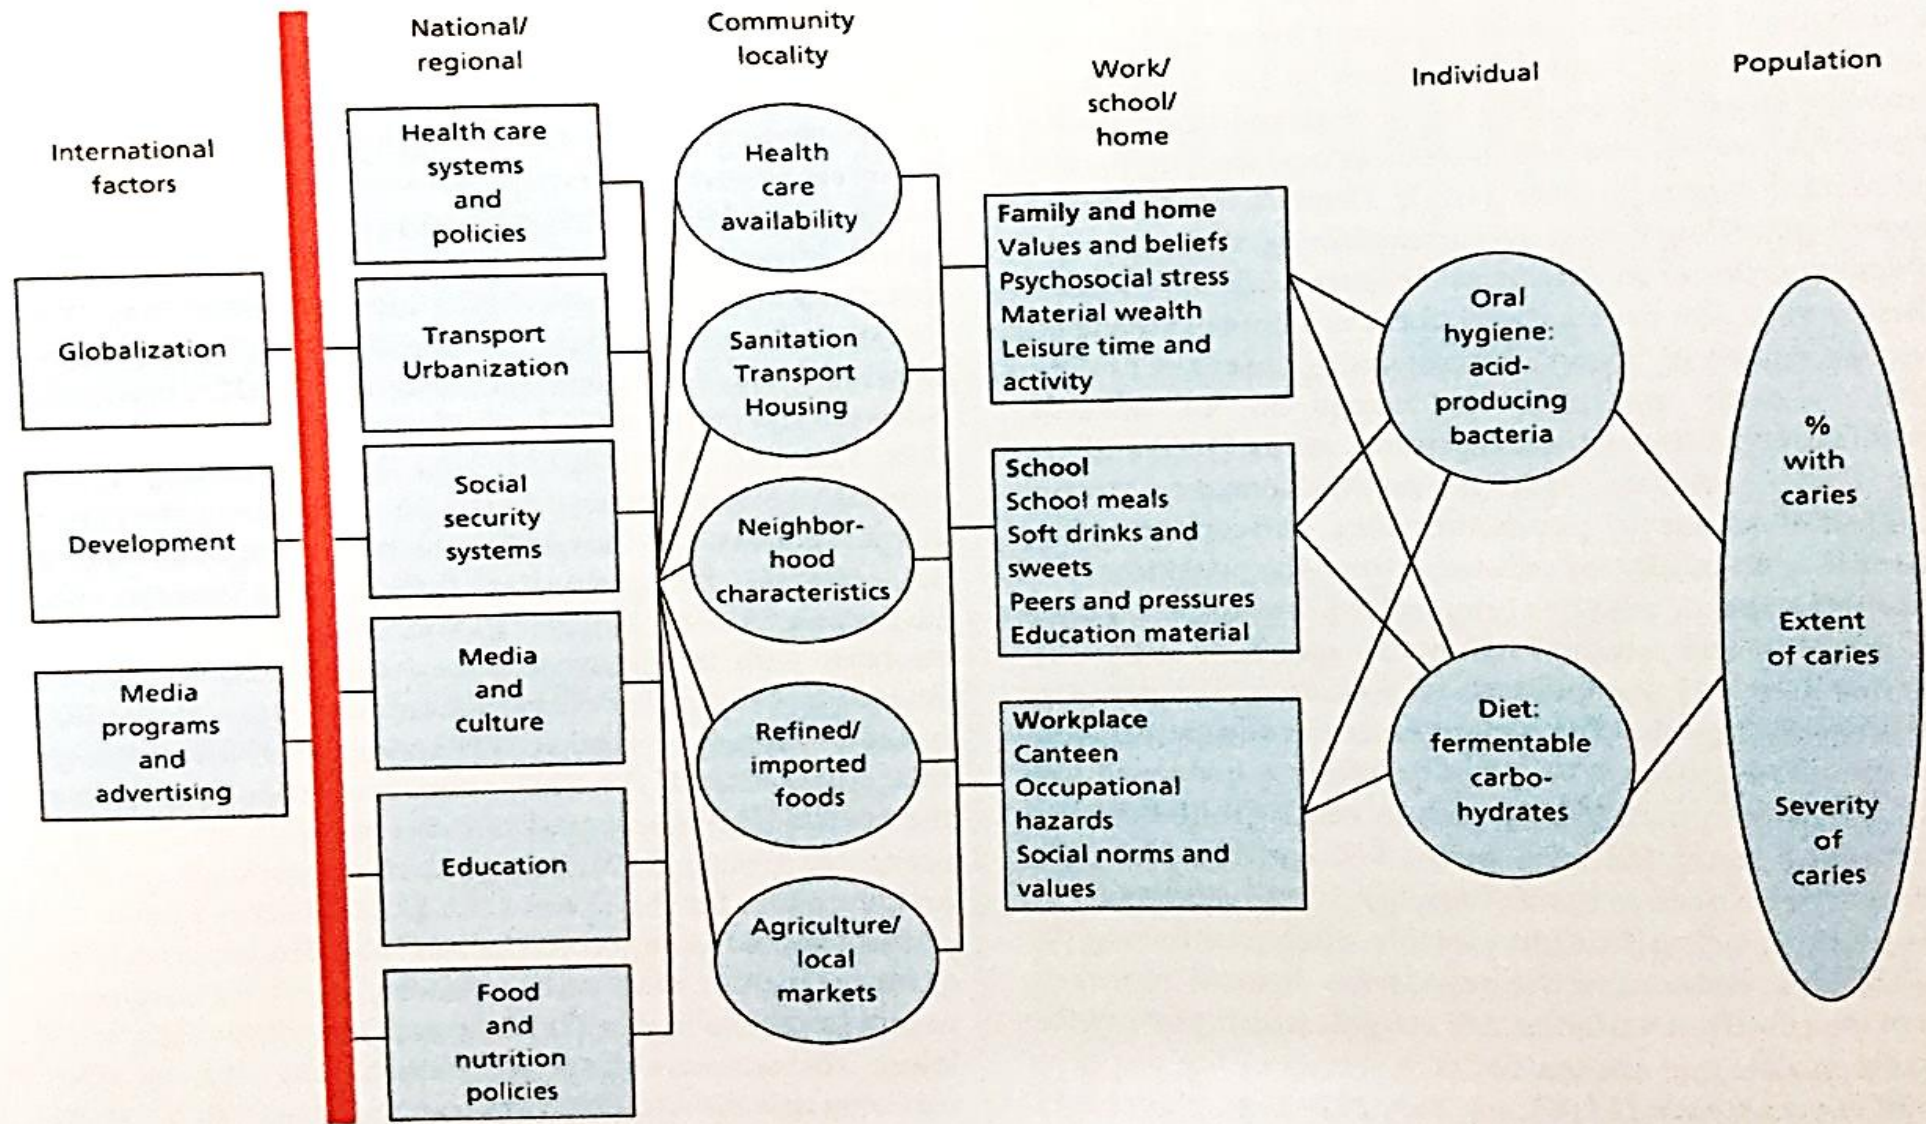 International
factors
Globalization
Development
Media
programs
and
advertising
National/
regional
Health care
systems
and
policies
Transport
Urbanization
Social
security
systems
Media
and
culture
Education
Food
and
nutrition
policies
Community
locality
Health
care
availability
Sanitation
Transport
Housing
Neighbor-
hood
characteristics
Refined/
imported
foods
Agriculture/
local
markets
Work/
school/
home
Family and home
Values and beliefs
Psychosocial stress
Material wealth
Leisure time and
activity
School
School meals
Soft drinks and
sweets
Peers and pressures
Education material
Workplace
Canteen
Occupational
hazards
Social norms and
values
Individual
Oral
hygiene:
acid-
producing
bacteria
Diet:
fermentable
carbo-
hydrates
Population
%
with
caries
Extent
of caries
Severity
of
caries